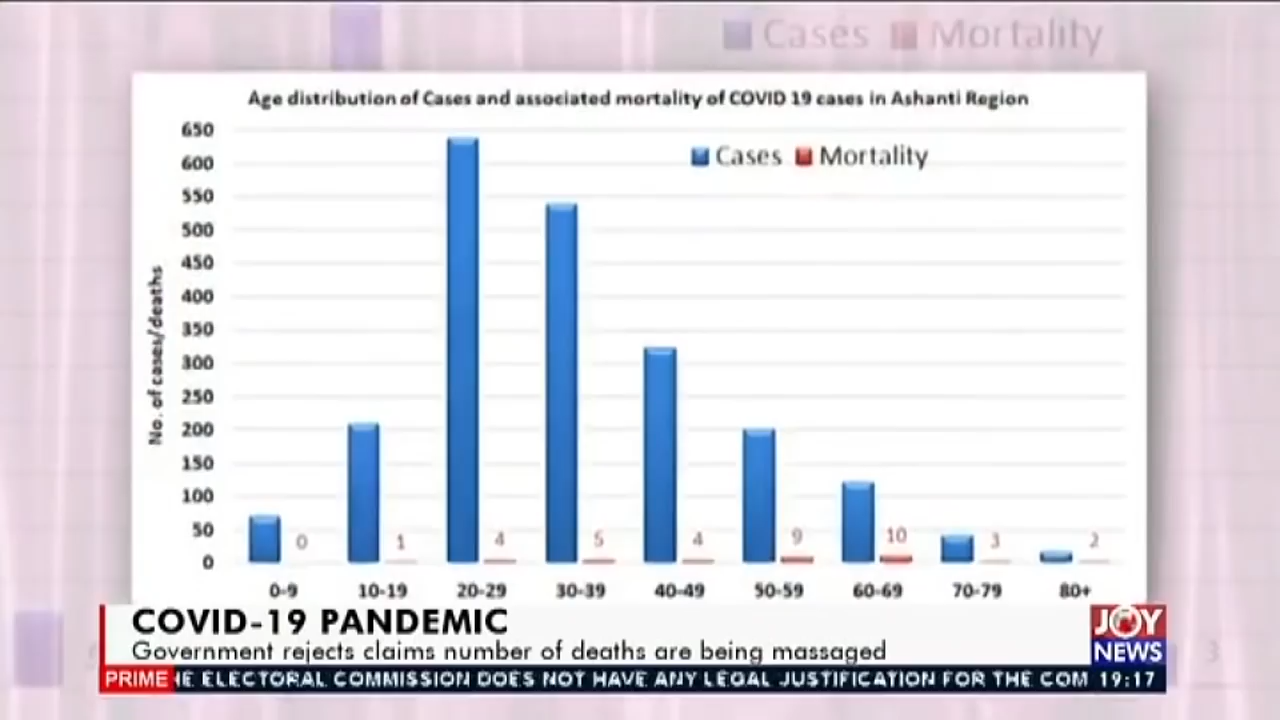 Cases Mortality
Age distribution of Cases and associated mortality of COVID 19 cases in Ashanti Region
Cases Mortality
No. of cases/deaths
650
600
550
500
450
400
350
300
250
200
150
100
50
0
0 1 4 5 4 9 10 3 2
0-9 10-19 20-29 30-39 40-49 50-59 60-69 70-79 80+
COVID-19 PANDEMIC
Government rejects claims number of deaths are being massaged
JOY
NEWS
PRIME ELECTORAL COMMISSION DOES NOT HAVE ANY LEGAL JUSTIFICATION FOR THE COM 19:17